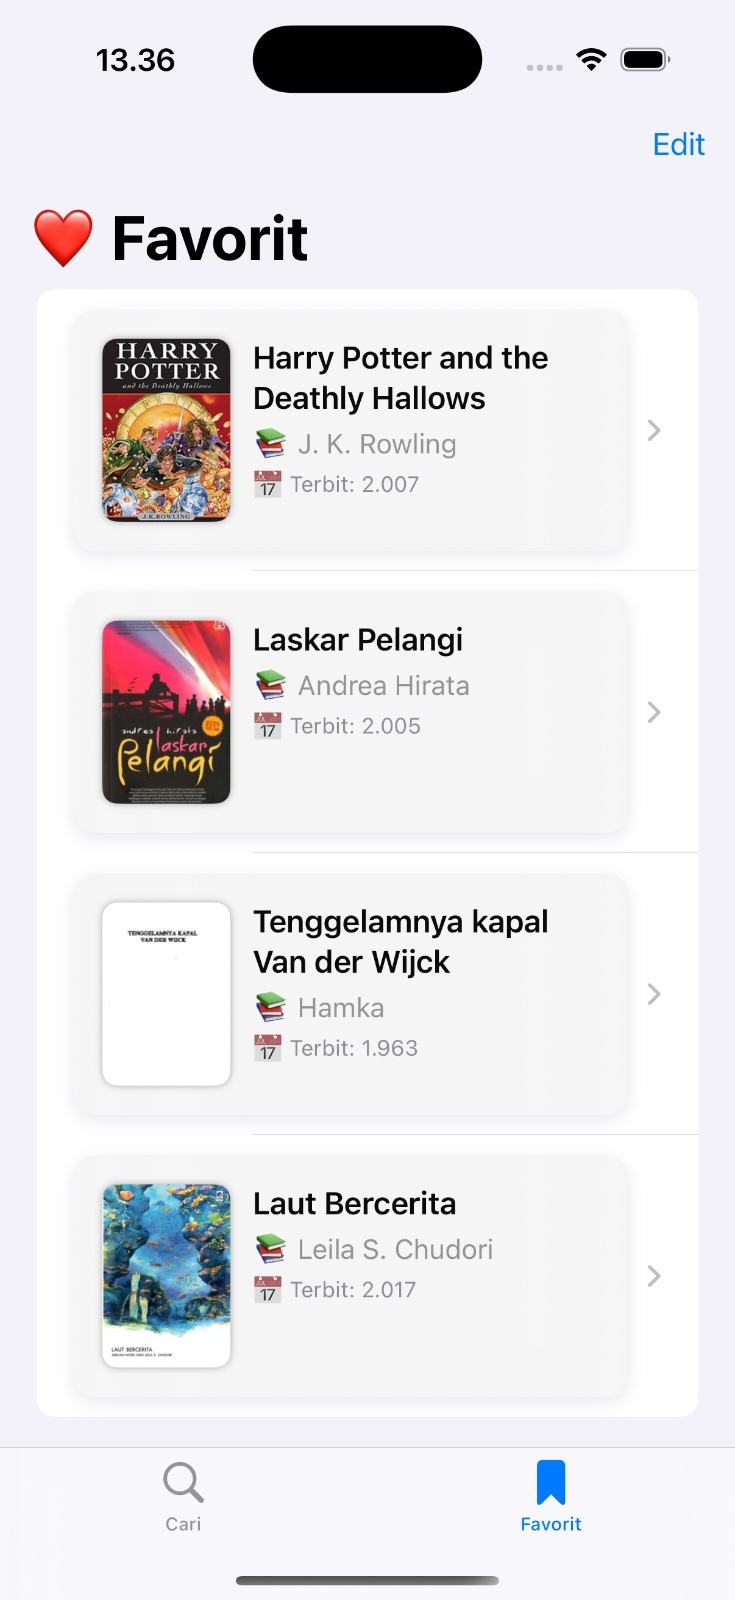 13.36
Edit
❤️ Favorit
HARRY
POTTER
and the Deathly Hallows
J.K.ROWLING
Harry Potter and the
Deathly Hallows
📚 J. K. Rowling
📅 Terbit: 2.007
andrea hirata
laskar
Pelangi
Laskar Pelangi
📚 Andrea Hirata
📅 Terbit: 2.005
TENGGELAMNYA KAPAL
VAN DER WIJCK
Tenggelamnya kapal
Van der Wijck
📚 Hamka
📅 Terbit: 1.963
LAUT BERCERITA
Laut Bercerita
📚 Leila S. Chudori
📅 Terbit: 2.017
Cari
Favorit